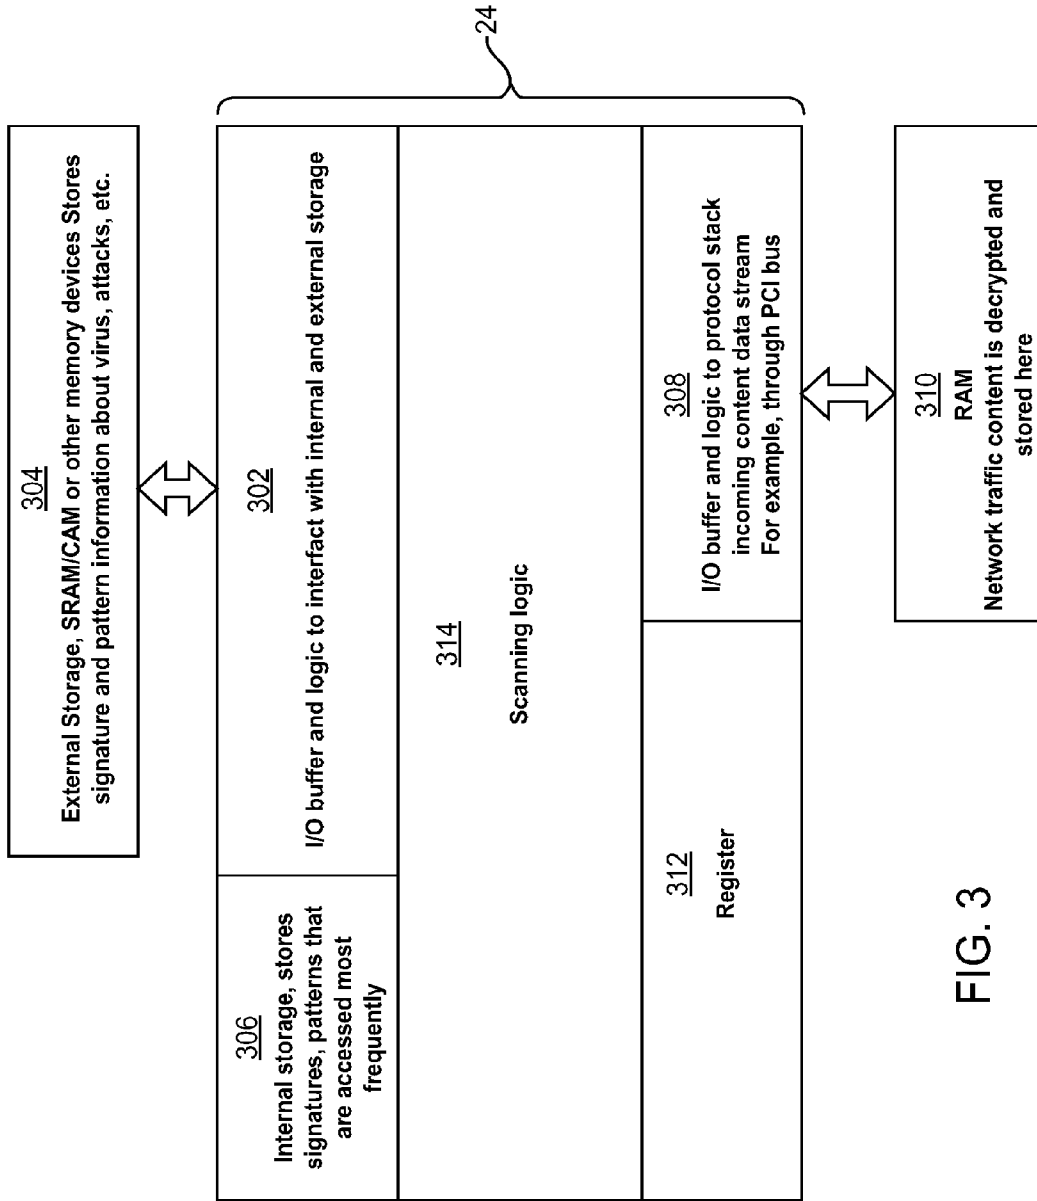 304
External Storage, SRAM/CAM or other memory devices Stores
signature and pattern information about virus, attacks, etc.
306
Internal storage, stores
signatures, patterns that
are accessed most
frequently
302
I/O buffer and logic to interfact with internal and external storage
24
314
Scanning logic
312
Register
308
I/O buffer and logic to protocol stack
incoming content data stream
For example, through PCI bus
310
RAM
Network traffic content is decrypted and
stored here
FIG. 3